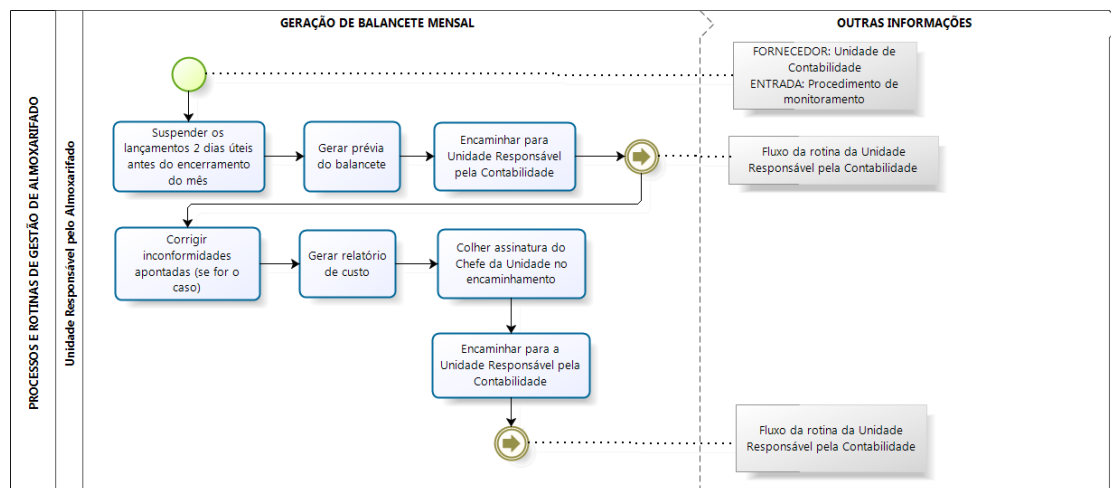 GERAÇÃO DE BALANCETE MENSAL
OUTRAS INFORMAÇÕES
PROCESSOS E ROTINAS DE GESTÃO DE ALMOXARIFADO
Unidade Responsável pelo Almoxarifado
FORNECEDOR: Unidade de
Contabilidade
ENTRADA: Procedimento de
monitoramento
Suspender os
lançamentos 2 dias úteis
antes do encerramento
do mês
Gerar prévia
do balancete
Encaminhar para
Unidade Responsável
pela Contabilidade
Fluxo da rotina da Unidade
Responsável pela Contabilidade
Corrigir
inconformidades
apontadas (se for o
caso)
Gerar relatório
de custo
Colher assinatura do
Chefe da Unidade no
encaminhamento
Encaminhar para a
Unidade Responsável pela
Contabilidade
Fluxo da rotina da Unidade
Responsável pela Contabilidade